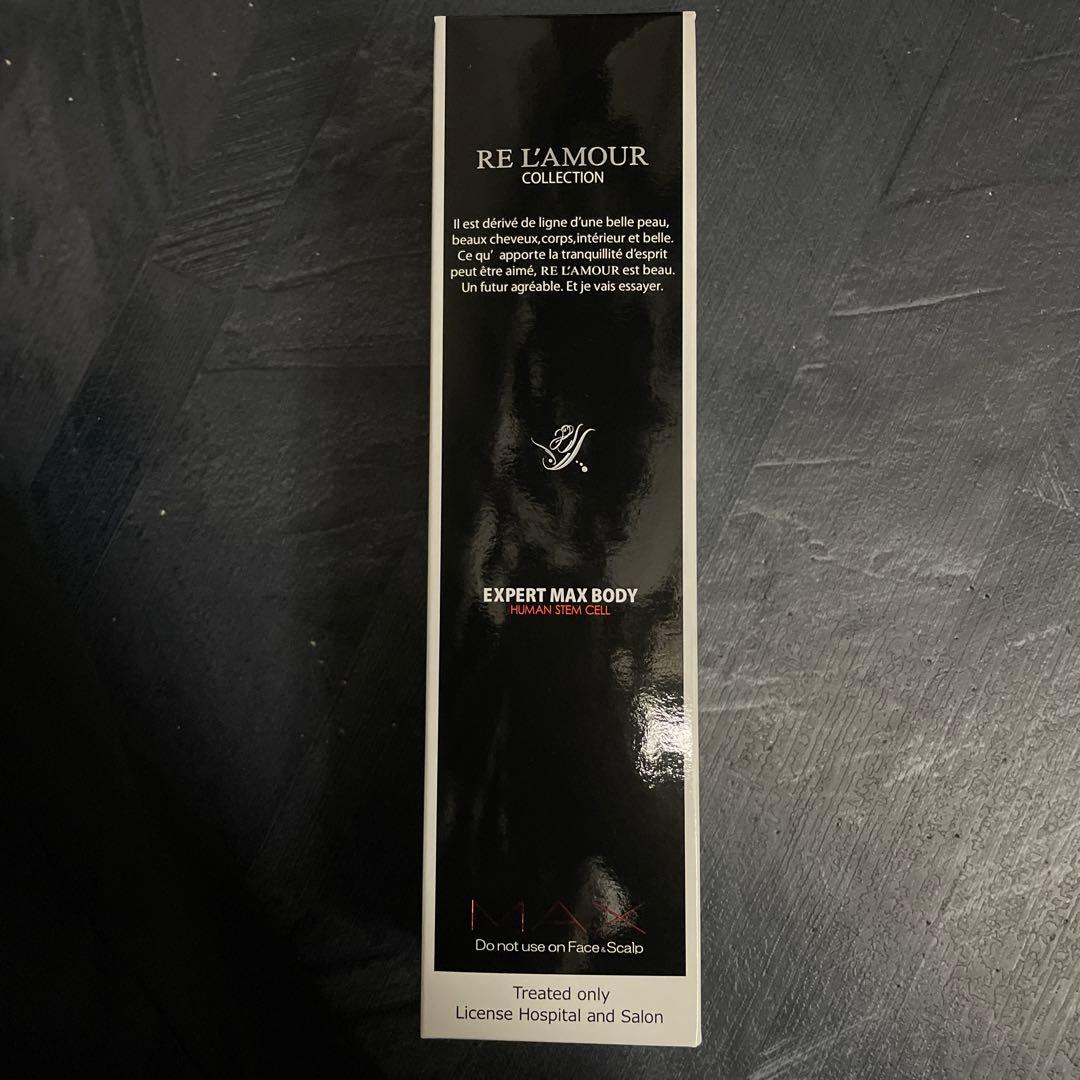 RE L'AMOUR
COLLECTION
Il est dérivé de ligne d'une belle peau,
beaux cheveux,corps,intérieur et belle.
Ce qu' apporte la tranquillité d'esprit
peut être aimé, RE L'AMOUR est beau.
Un futur agréable. Et je vais essayer.
EXPERT MAX BODY
HUMAN STEM CELL
MAX
Do not use on Face&Scalp
Treated only
License Hospital and Salon